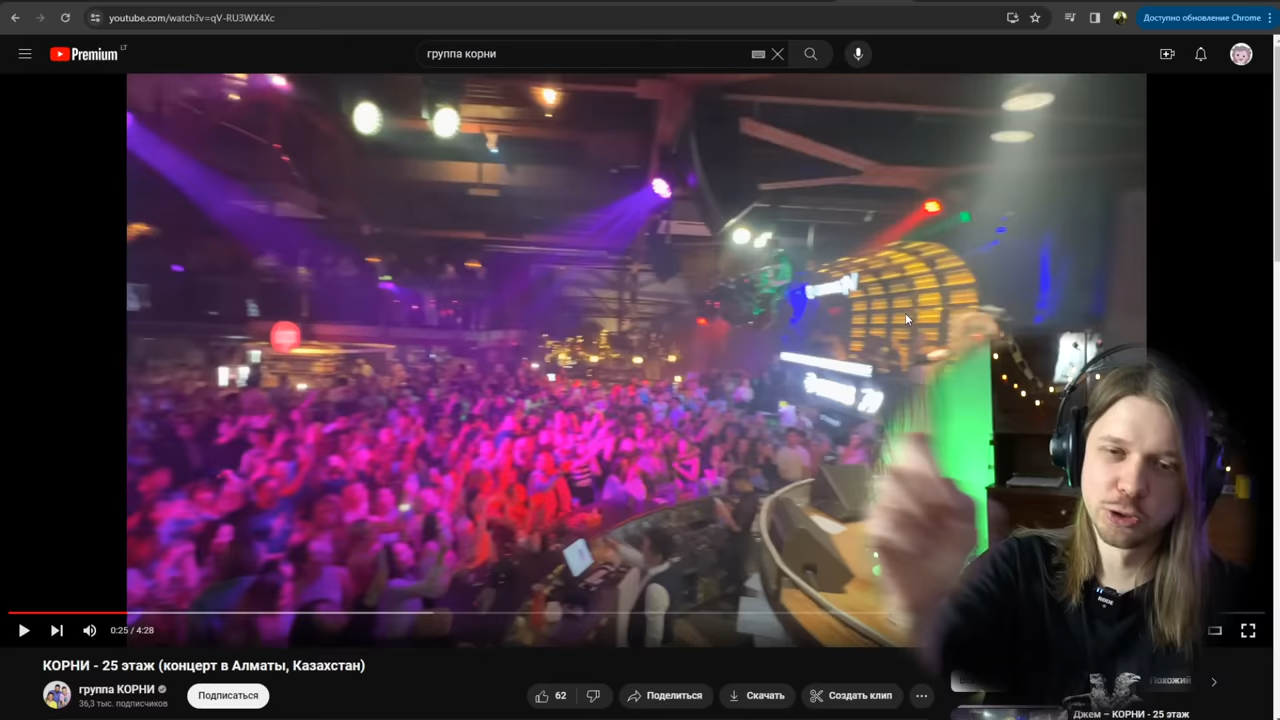 youtube.com/watch?v=qV-RU3WX4Xc
Доступно обновление Chrome
Premium
LT
группа корни
RODE
0:25 / 4:28
КОРНИ - 25 этаж (концерт в Алматы, Казахстан)
группа КОРНИ
36,3 тыс. подписчиков
Подписаться
62
Поделиться
Скачать
Создать клип
Похожий
Джем – КОРНИ - 25 этаж